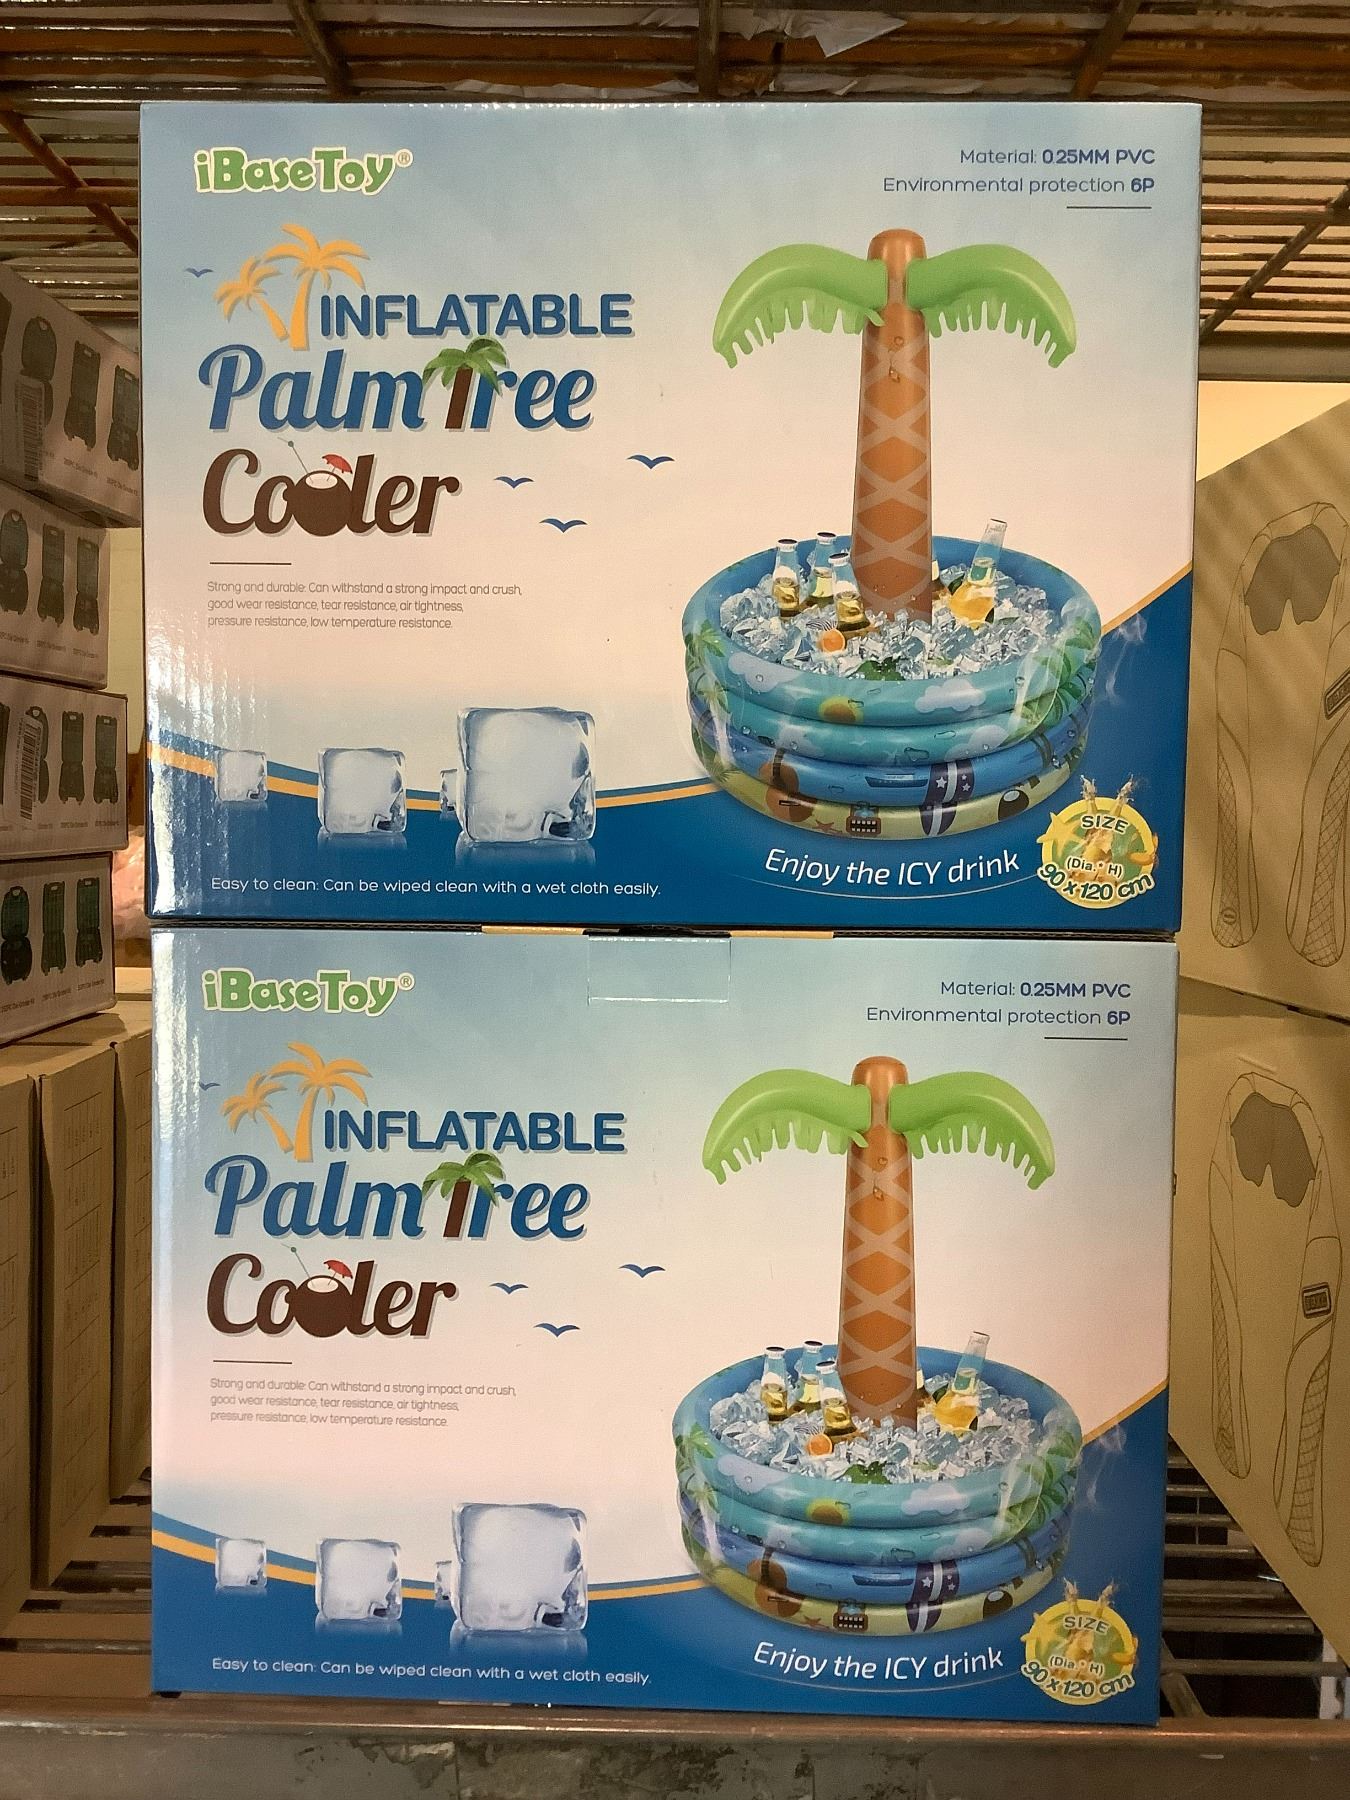 iBaseToy®
Material: 0.25MM PVC
Environmental protection 6P
INFLATABLE
Palm Tree
Cooler
Strong and durable: Can withstand a strong impact and crush,
good wear resistance, tear resistance, air tightness,
pressure resistance, low temperature resistance.
Easy to clean: Can be wiped clean with a wet cloth easily.
Enjoy the ICY drink
SIZE
(Dia.* H)
90 x 120 cm
iBaseToy®
Material: 0.25MM PVC
Environmental protection 6P
INFLATABLE
Palm Tree
Cooler
Strong and durable: Can withstand a strong impact and crush,
good wear resistance, tear resistance, air tightness,
pressure resistance, low temperature resistance.
Easy to clean: Can be wiped clean with a wet cloth easily.
Enjoy the ICY drink
SIZE
(Dia.* H)
90 x 120 cm